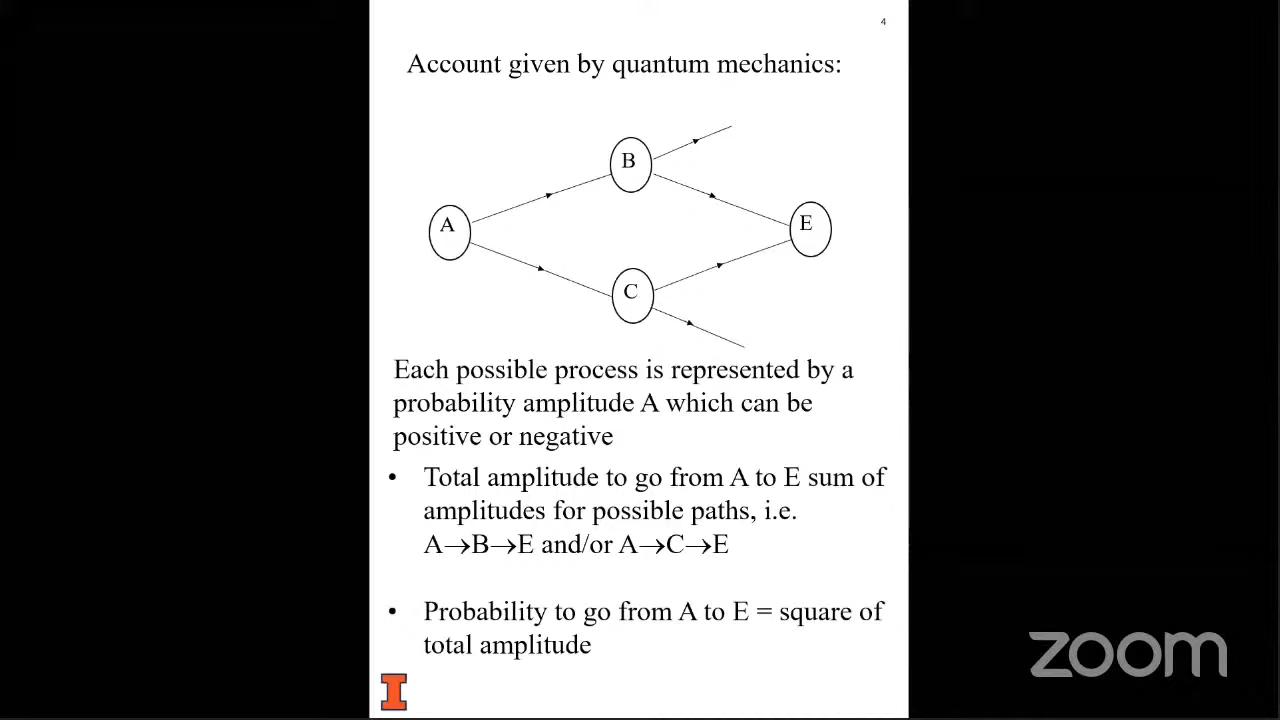 4
Account given by quantum mechanics:
B
A
E
C
Each possible process is represented by a
probability amplitude A which can be
positive or negative
• Total amplitude to go from A to E sum of
amplitudes for possible paths, i.e.
A→B→E and/or A→C→E
• Probability to go from A to E = square of
total amplitude
I
zoom